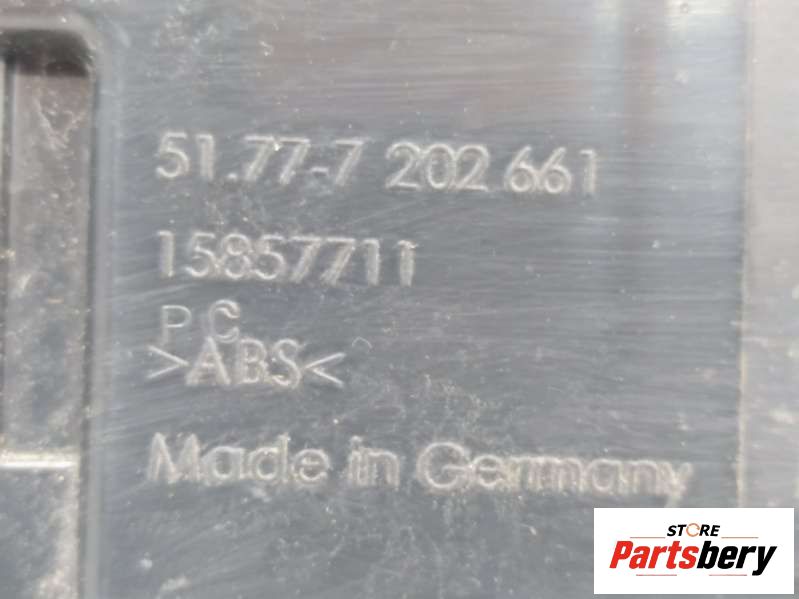 51.77-7 202 661
15857711
PC
>ABS<
Made in Germany
STORE
Partsbery